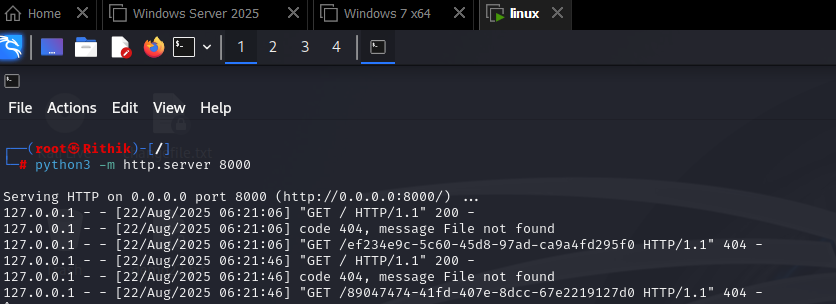 Home Windows Server 2025 Windows 7 x64 linux
1 2 3 4
File Actions Edit View Help
┌──(root㉿Rithik)-[/]
└─# python3 -m http.server 8000
Serving HTTP on 0.0.0.0 port 8000 (http://0.0.0.0:8000/) ...
127.0.0.1 - - [22/Aug/2025 06:21:06] "GET / HTTP/1.1" 200 -
127.0.0.1 - - [22/Aug/2025 06:21:06] code 404, message File not found
127.0.0.1 - - [22/Aug/2025 06:21:06] "GET /ef234e9c-5c60-45d8-97ad-ca9a4fd295f0 HTTP/1.1" 404 -
127.0.0.1 - - [22/Aug/2025 06:21:46] "GET / HTTP/1.1" 200 -
127.0.0.1 - - [22/Aug/2025 06:21:46] code 404, message File not found
127.0.0.1 - - [22/Aug/2025 06:21:46] "GET /89047474-41fd-407e-8dcc-67e2219127d0 HTTP/1.1" 404 -